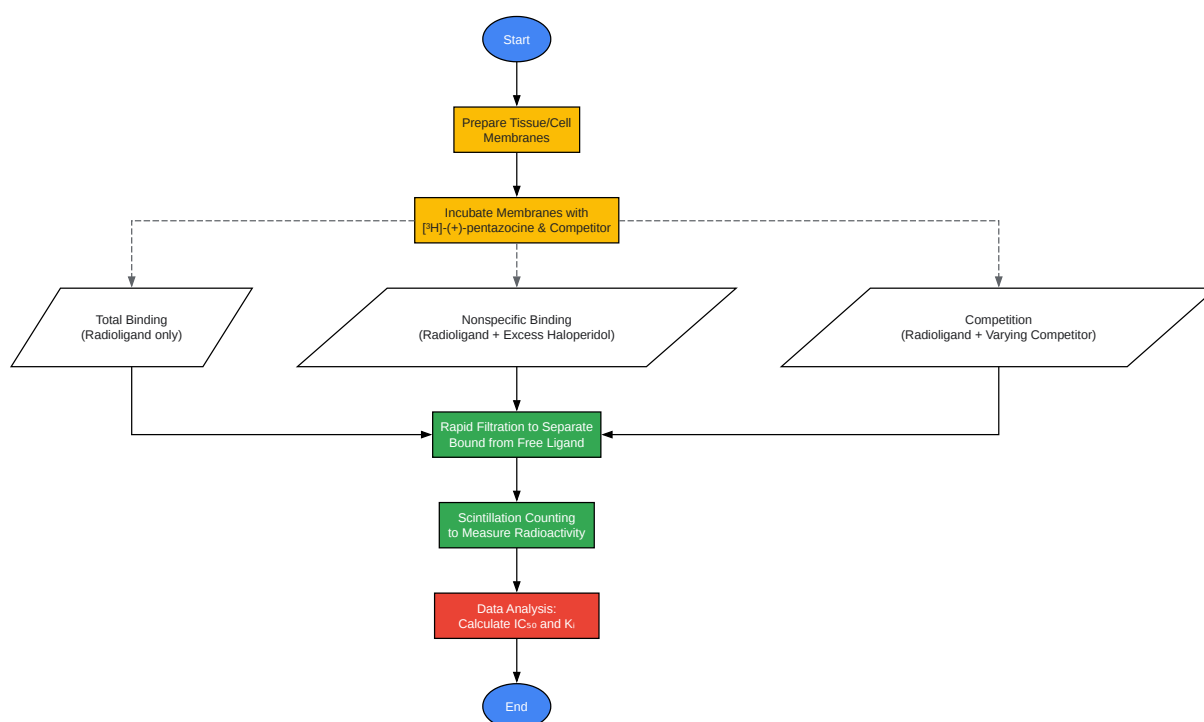 Start
Prepare Tissue/Cell
Membranes
Incubate Membranes with
[³H]-(+)-pentazocine & Competitor
Total Binding
(Radioligand only)
Nonspecific Binding
(Radioligand + Excess Haloperidol)
Competition
(Radioligand + Varying Competitor)
Rapid Filtration to Separate
Bound from Free Ligand
Scintillation Counting
to Measure Radioactivity
Data Analysis:
Calculate IC₅₀ and Kᵢ
End